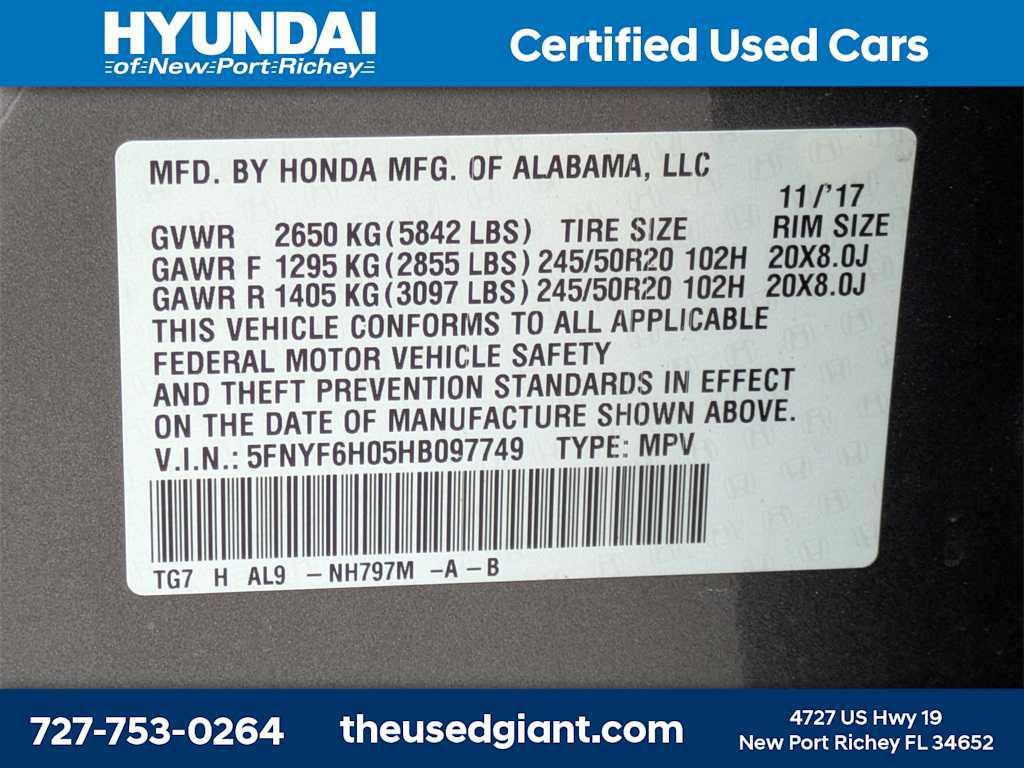 HYUNDAI
of New Port Richey
Certified Used Cars
MFD. BY HONDA MFG. OF ALABAMA, LLC
11/'17
GVWR 2650 KG(5842 LBS) TIRE SIZE RIM SIZE
GAWR F 1295 KG(2855 LBS) 245/50R20 102H 20X8.0J
GAWR R 1405 KG(3097 LBS) 245/50R20 102H 20X8.0J
THIS VEHICLE CONFORMS TO ALL APPLICABLE
FEDERAL MOTOR VEHICLE SAFETY
AND THEFT PREVENTION STANDARDS IN EFFECT
ON THE DATE OF MANUFACTURE SHOWN ABOVE.
V.I.N.: 5FNYF6H05HB097749 TYPE: MPV
TG7 H AL9 -NH797M -A -B
727-753-0264
theusedgiant.com
4727 US Hwy 19
New Port Richey FL 34652